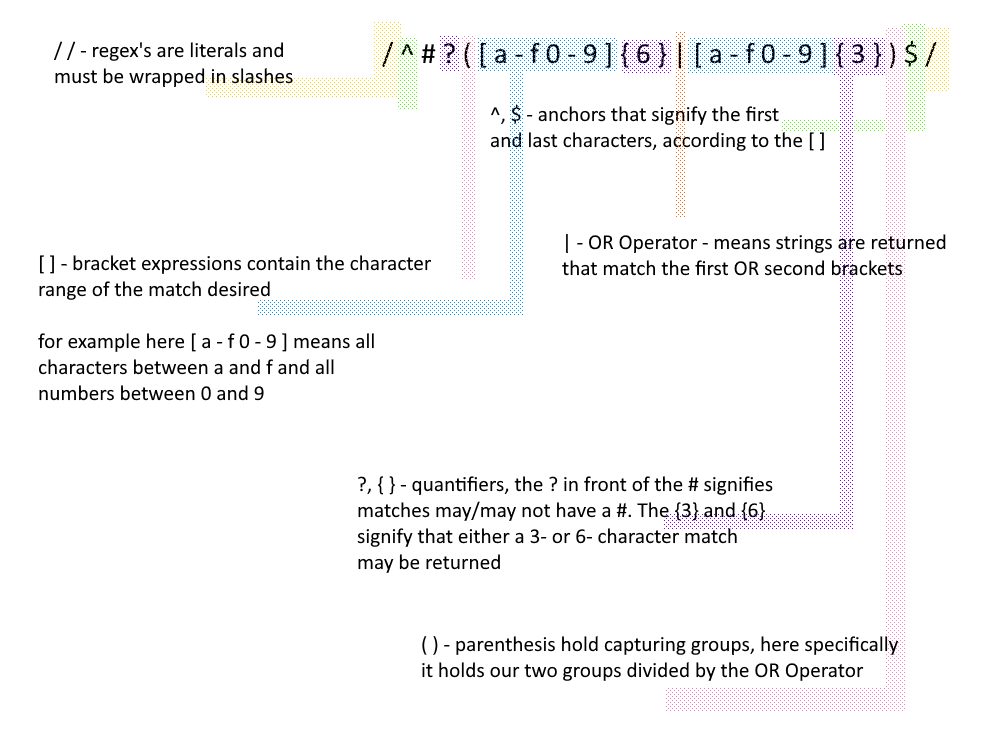 / ^ # ? ( [ a - f 0 - 9 ] { 6 } | [ a - f 0 - 9 ] { 3 } ) $ /
/ / - regex's are literals and
must be wrapped in slashes
^, $ - anchors that signify the first
and last characters, according to the [ ]
| - OR Operator - means strings are returned
that match the first OR second brackets
[ ] - bracket expressions contain the character
range of the match desired
for example here [ a - f 0 - 9 ] means all
characters between a and f and all
numbers between 0 and 9
?, { } - quantifiers, the ? in front of the # signifies
matches may/may not have a #. The {3} and {6}
signify that either a 3- or 6- character match
may be returned
( ) - parenthesis hold capturing groups, here specifically
it holds our two groups divided by the OR Operator